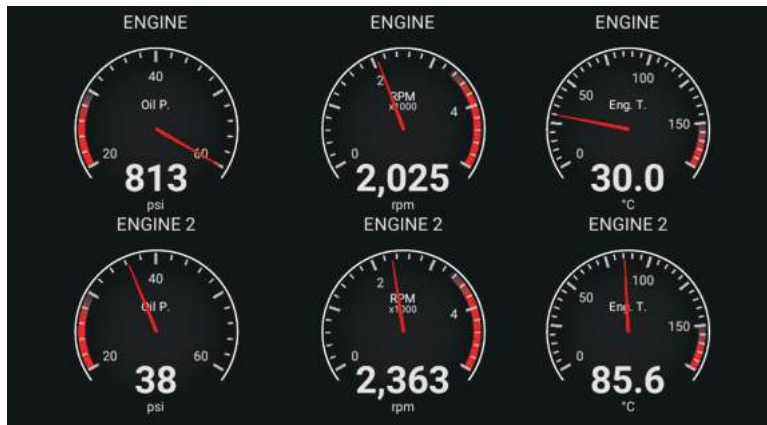 ENGINE ENGINE ENGINE
40 2 100
Oil P. RPM x1000 50 Eng. T.
4 150
20 60 0 0
813 2,025 30.0
psi rpm °C
ENGINE 2 ENGINE 2 ENGINE 2
40 2 100
Oil P. RPM x1000 50 Eng. T.
4 150
20 60 0 0
38 2,363 85.6
psi rpm °C